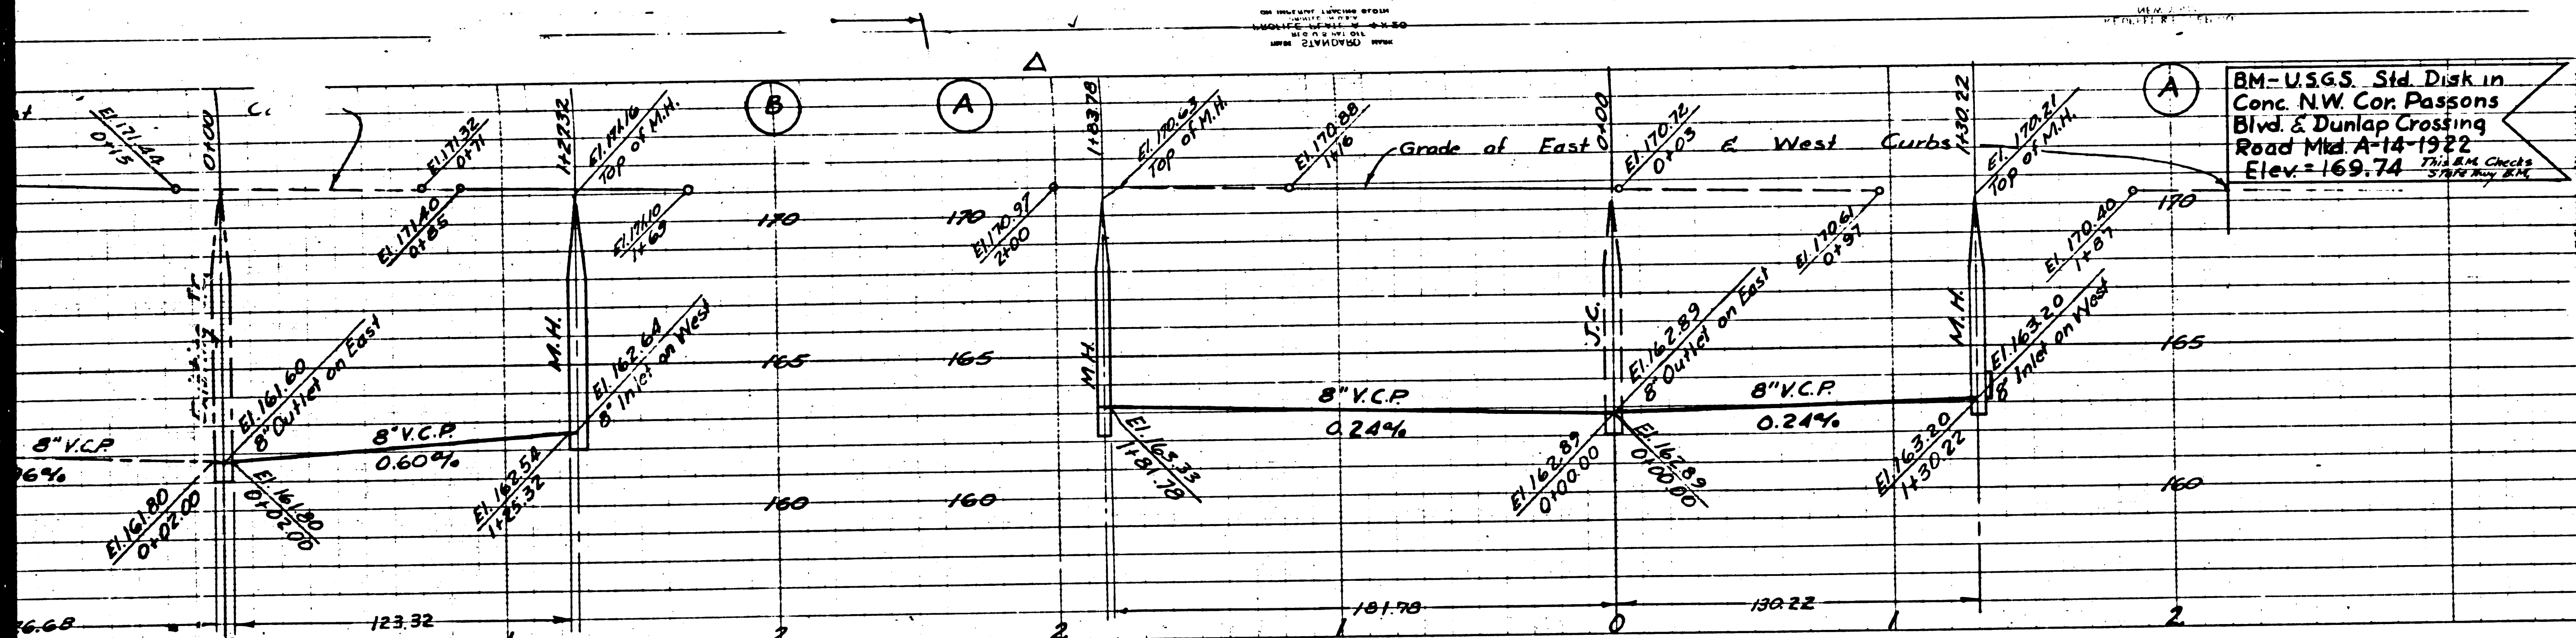 El. 171.44
0+15
0+00
El. 171.32
0+71
1+27.32
El. 171.16
Top of M.H.
B
A
1+83.78
El. 170.63
Top of M.H.
El. 170.88
1+16
Grade of East & West Curbs
0+00
El. 170.72
0+03
1+30.22
El. 170.21
Top of M.H.
A
BM-U.S.G.S. Std. Disk in
Conc. N.W. Cor. Passons
Blvd. & Dunlap Crossing
Road Mkd. A-14-1922
Elev. = 169.74
This B.M. Checks
State Hwy B.M.
El. 171.40
0+85
El. 171.10
1+69
170
170
El. 170.97
2+00
El. 170.61
0+97
El. 170.40
1+87
170
El. 161.60
8" Outlet on East
M.H.
El. 162.64
8" Inlet on West
165
165
M.H.
J.C.
El. 162.89
8" Outlet on East
M.H.
El. 163.20
8" Inlet on West
165
8" V.C.P.
8" V.C.P.
0.60%
8" V.C.P.
0.24%
8" V.C.P.
0.24%
El. 161.80
0+02.00
El. 161.80
0+02.00
El. 162.54
1+25.32
160
160
El. 163.33
1+81.78
El. 162.89
0+00.00
El. 162.89
0+00.00
El. 163.20
1+30.22
160
123.32
181.78
130.22
1
2
2
1
0
1
2